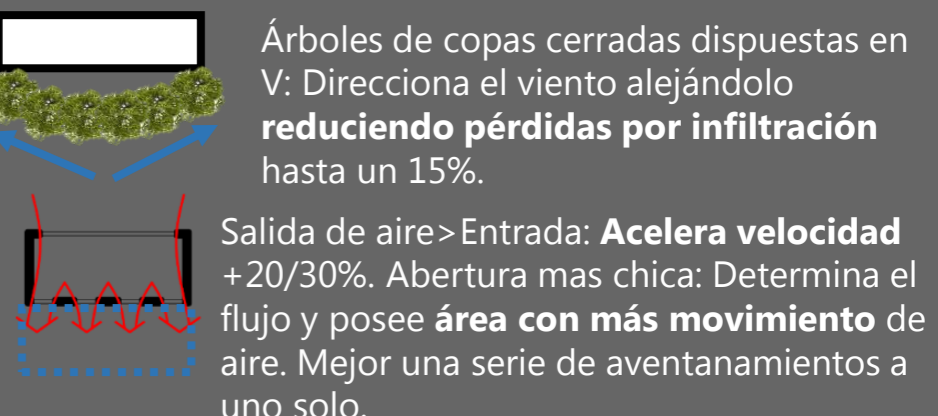 Árboles de copas cerradas dispuestas en
V: Direcciona el viento alejándolo
reduciendo pérdidas por infiltración
hasta un 15%.
Salida de aire>Entrada: Acelera velocidad
+20/30%. Abertura mas chica: Determina el
flujo y posee área con más movimiento de
aire. Mejor una serie de aventanamientos a
uno solo.